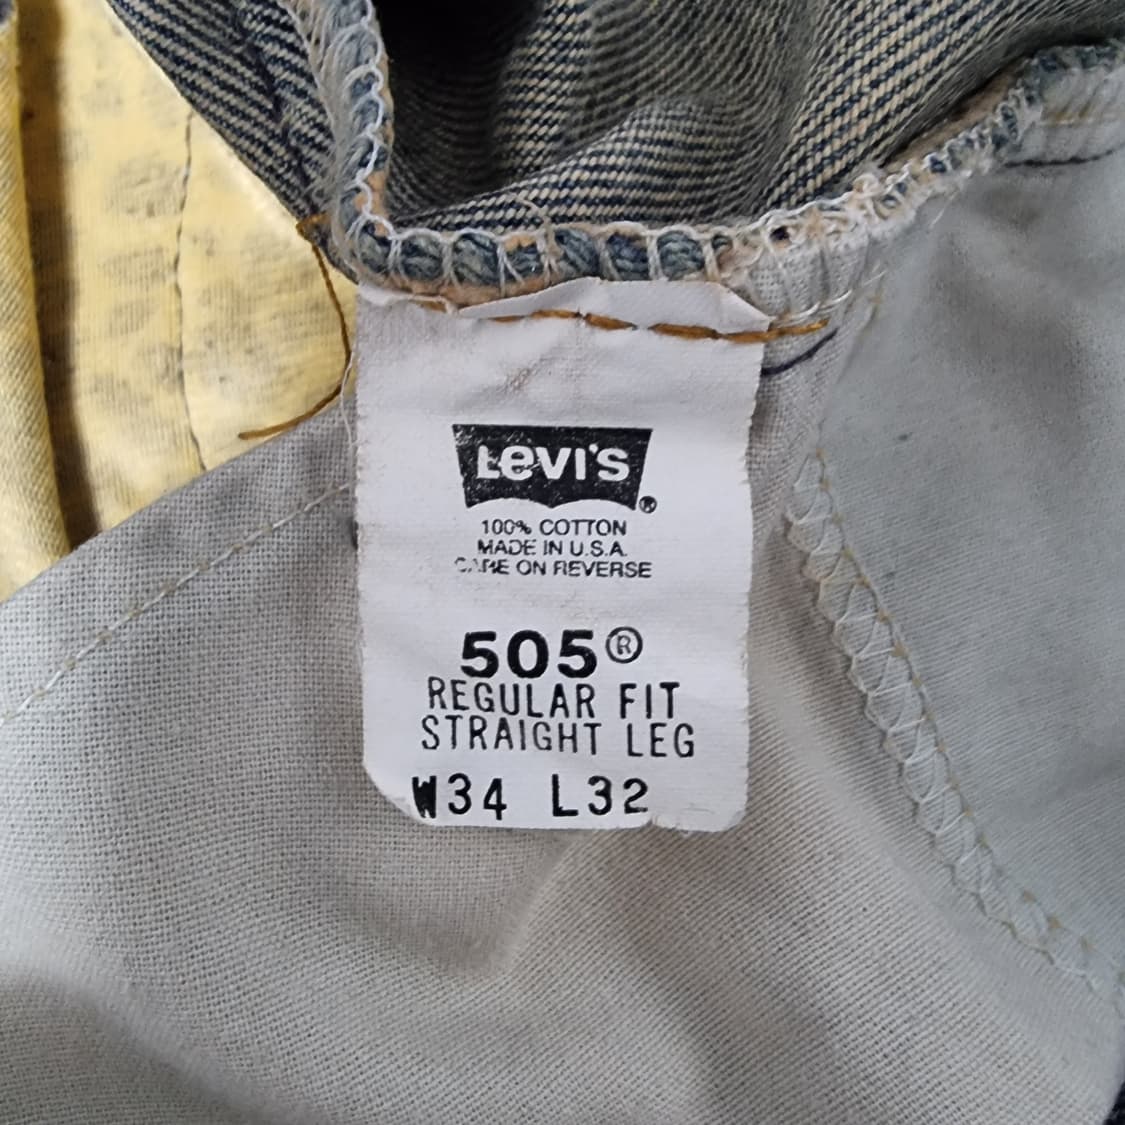 Levi's®
100% COTTON
MADE IN U.S.A.
CARE ON REVERSE
505®
REGULAR FIT
STRAIGHT LEG
W34 L32